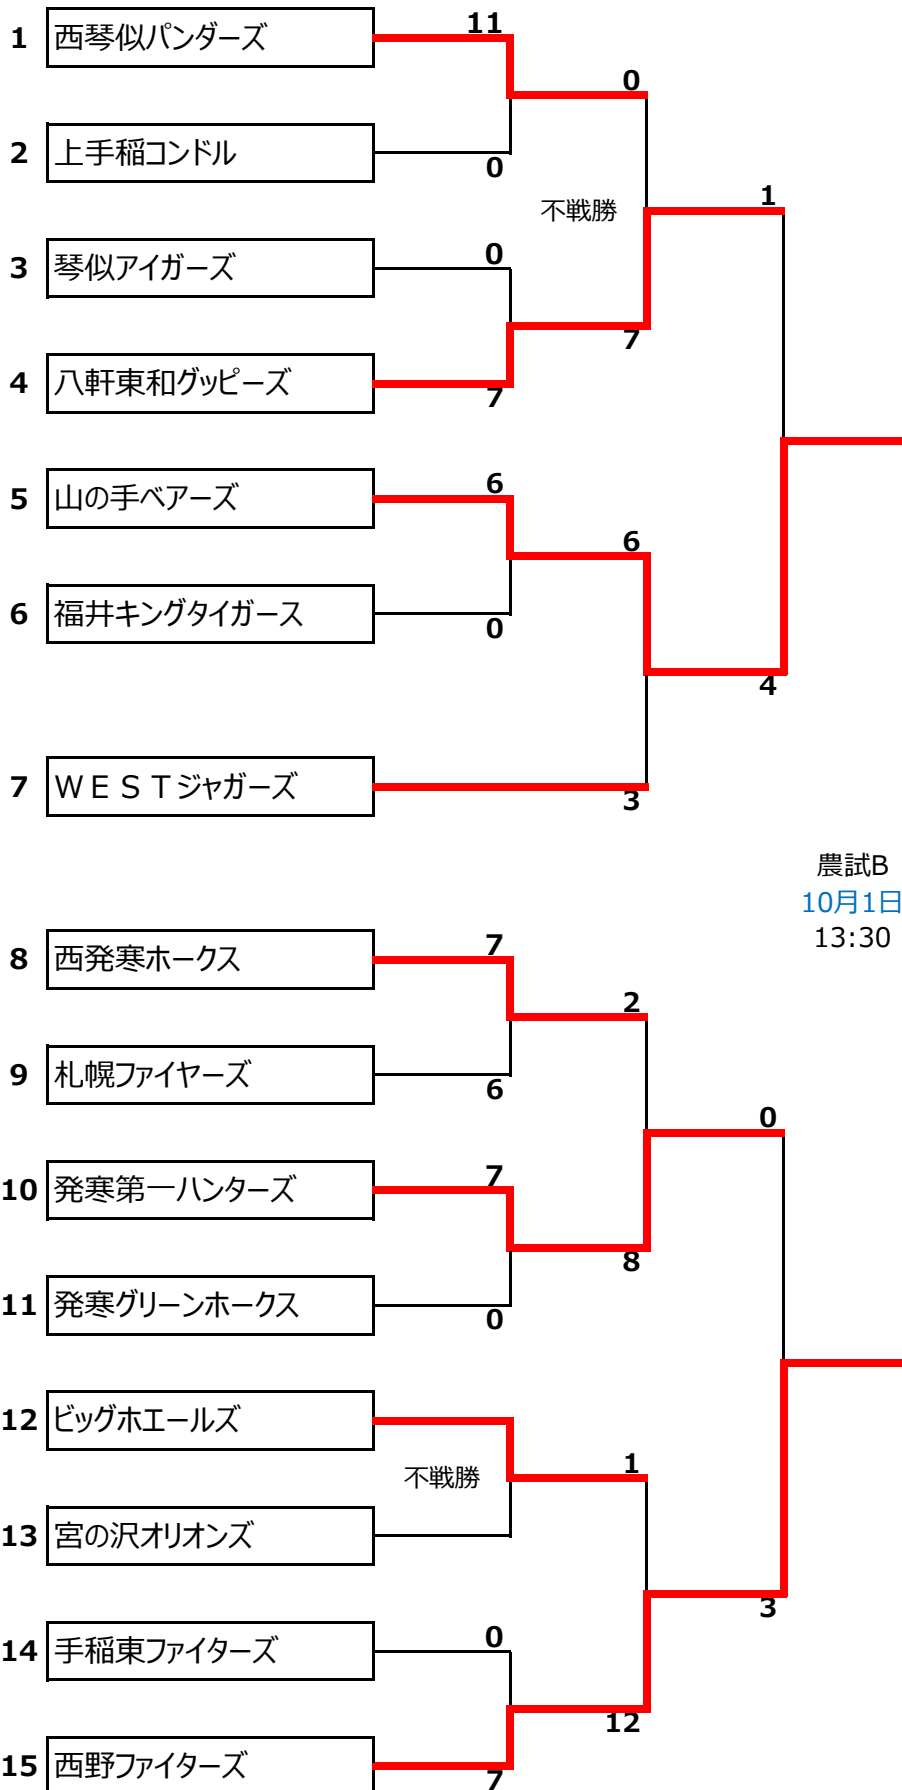 11
1 西琴似パンダーズ
0
2 上手稲コンドル
0
1
不戦勝
0
3 琴似アイガーズ
7
4 八軒東和グッピーズ
7
6
5 山の手ベアーズ
6
6 福井キングタイガース
0
4
7 ＷＥＳＴジャガーズ
3
農試B
10月1日
13:30
7
8 西発寒ホークス
2
9 札幌ファイヤーズ
6
0
7
10 発寒第一ハンターズ
8
11 発寒グリーンホークス
0
12 ビッグホエールズ
1
不戦勝
13 宮の沢オリオンズ
3
0
14 手稲東ファイターズ
12
15 西野ファイターズ
7